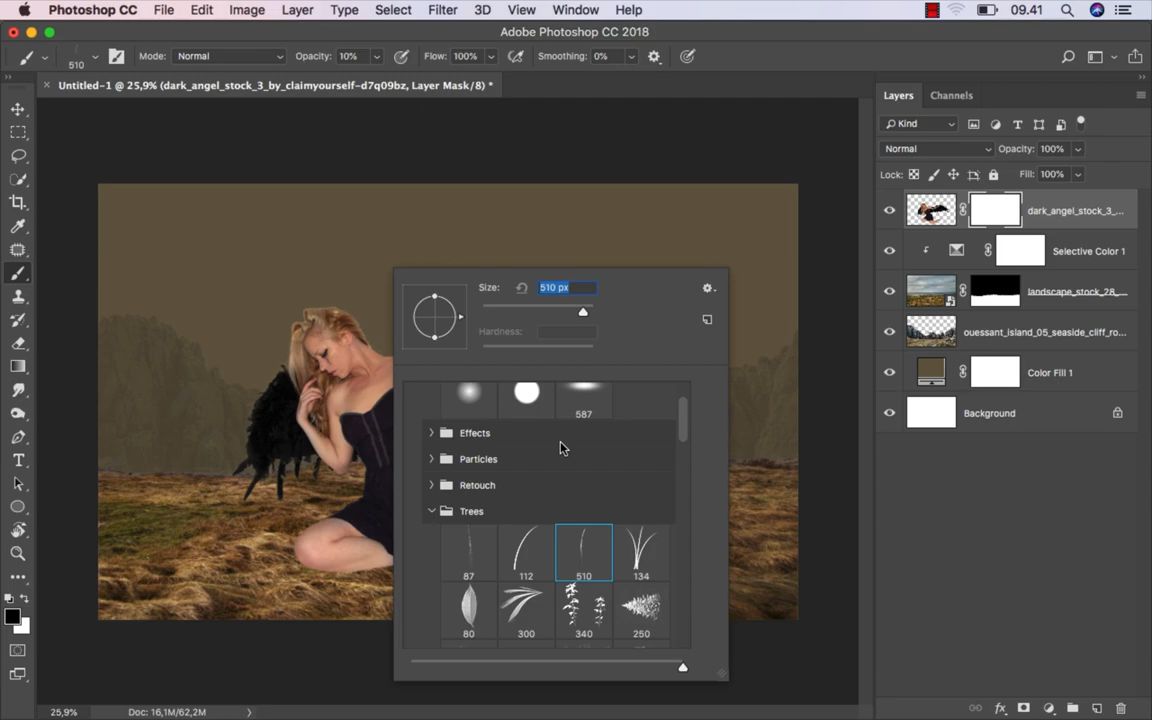 Photoshop CC File Edit Image Layer Type Select Filter 3D View Window Help 09.41
Adobe Photoshop CC 2018
510 Mode: Normal Opacity: 10% Flow: 100% Smoothing: 0%
Untitled-1 @ 25,9% (dark_angel_stock_3_by_claimyourself-d7q09bz, Layer Mask/8) *
Layers Channels
Kind
Normal Opacity: 100%
Lock: Fill: 100%
dark_angel_stock_3_...
Selective Color 1
landscape_stock_28_...
ouessant_island_05_seaside_cliff_ro...
Color Fill 1
Background
Size: 510 px
Hardness:
587
Effects
Particles
Retouch
Trees
87 112 510 134
80 300 340 250
25,9% Doc: 16,1M/62,2M